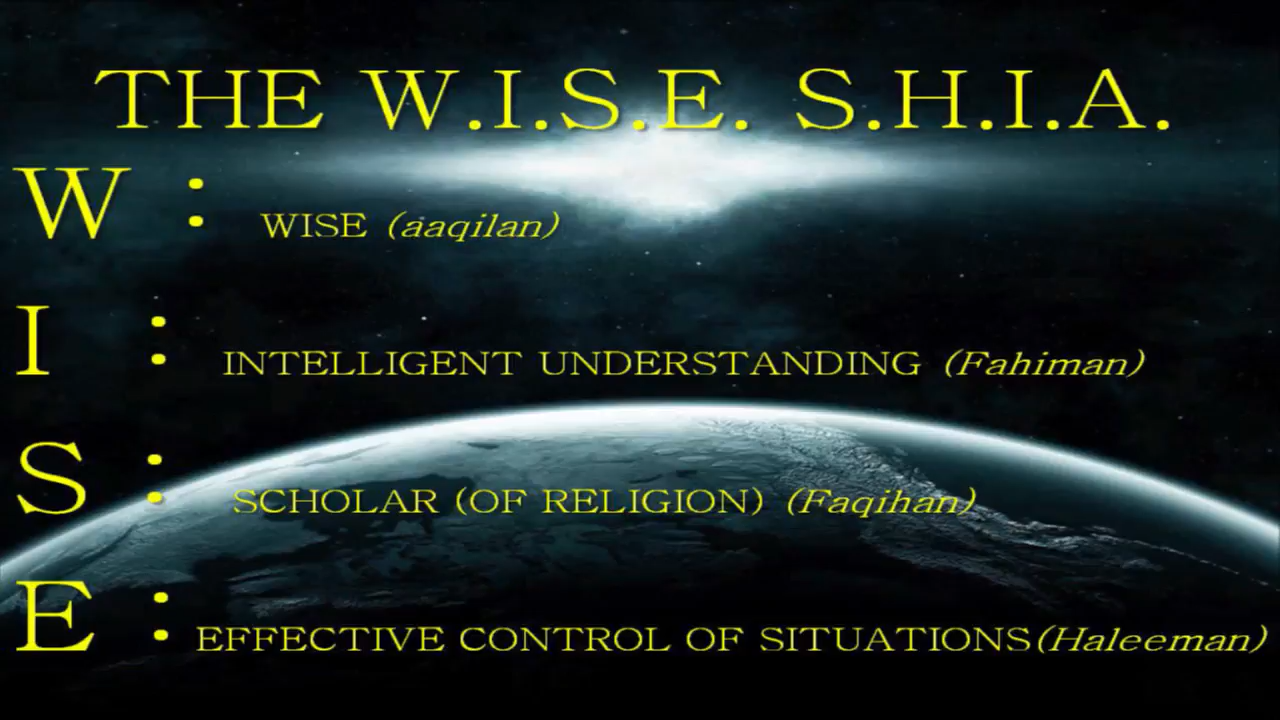 THE W.I.S.E. S.H.I.A.
W : WISE (aaqilan)
I : INTELLIGENT UNDERSTANDING (Fahiman)
S : SCHOLAR (OF RELIGION) (Faqihan)
E : EFFECTIVE CONTROL OF SITUATIONS(Haleeman)